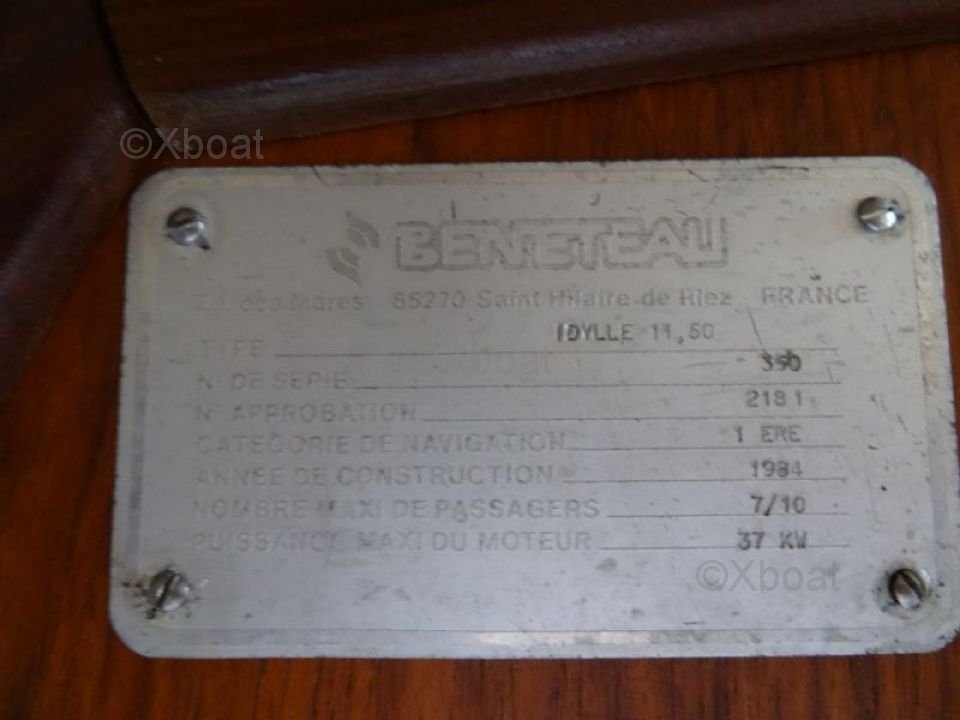 ©Xboat
BENETEAU
Mares 85270 Saint Hilaire de Riez FRANCE
TYPE IDYLLE 11,50
N° DE SERIE 350
N° APPROBATION 2181
CATEGORIE DE NAVIGATION 1 ERE
ANNEE DE CONSTRUCTION 1984
NOMBRE MAXI DE PASSAGERS 7/10
PUISSANCE MAXI DU MOTEUR 37 KW
©Xboat